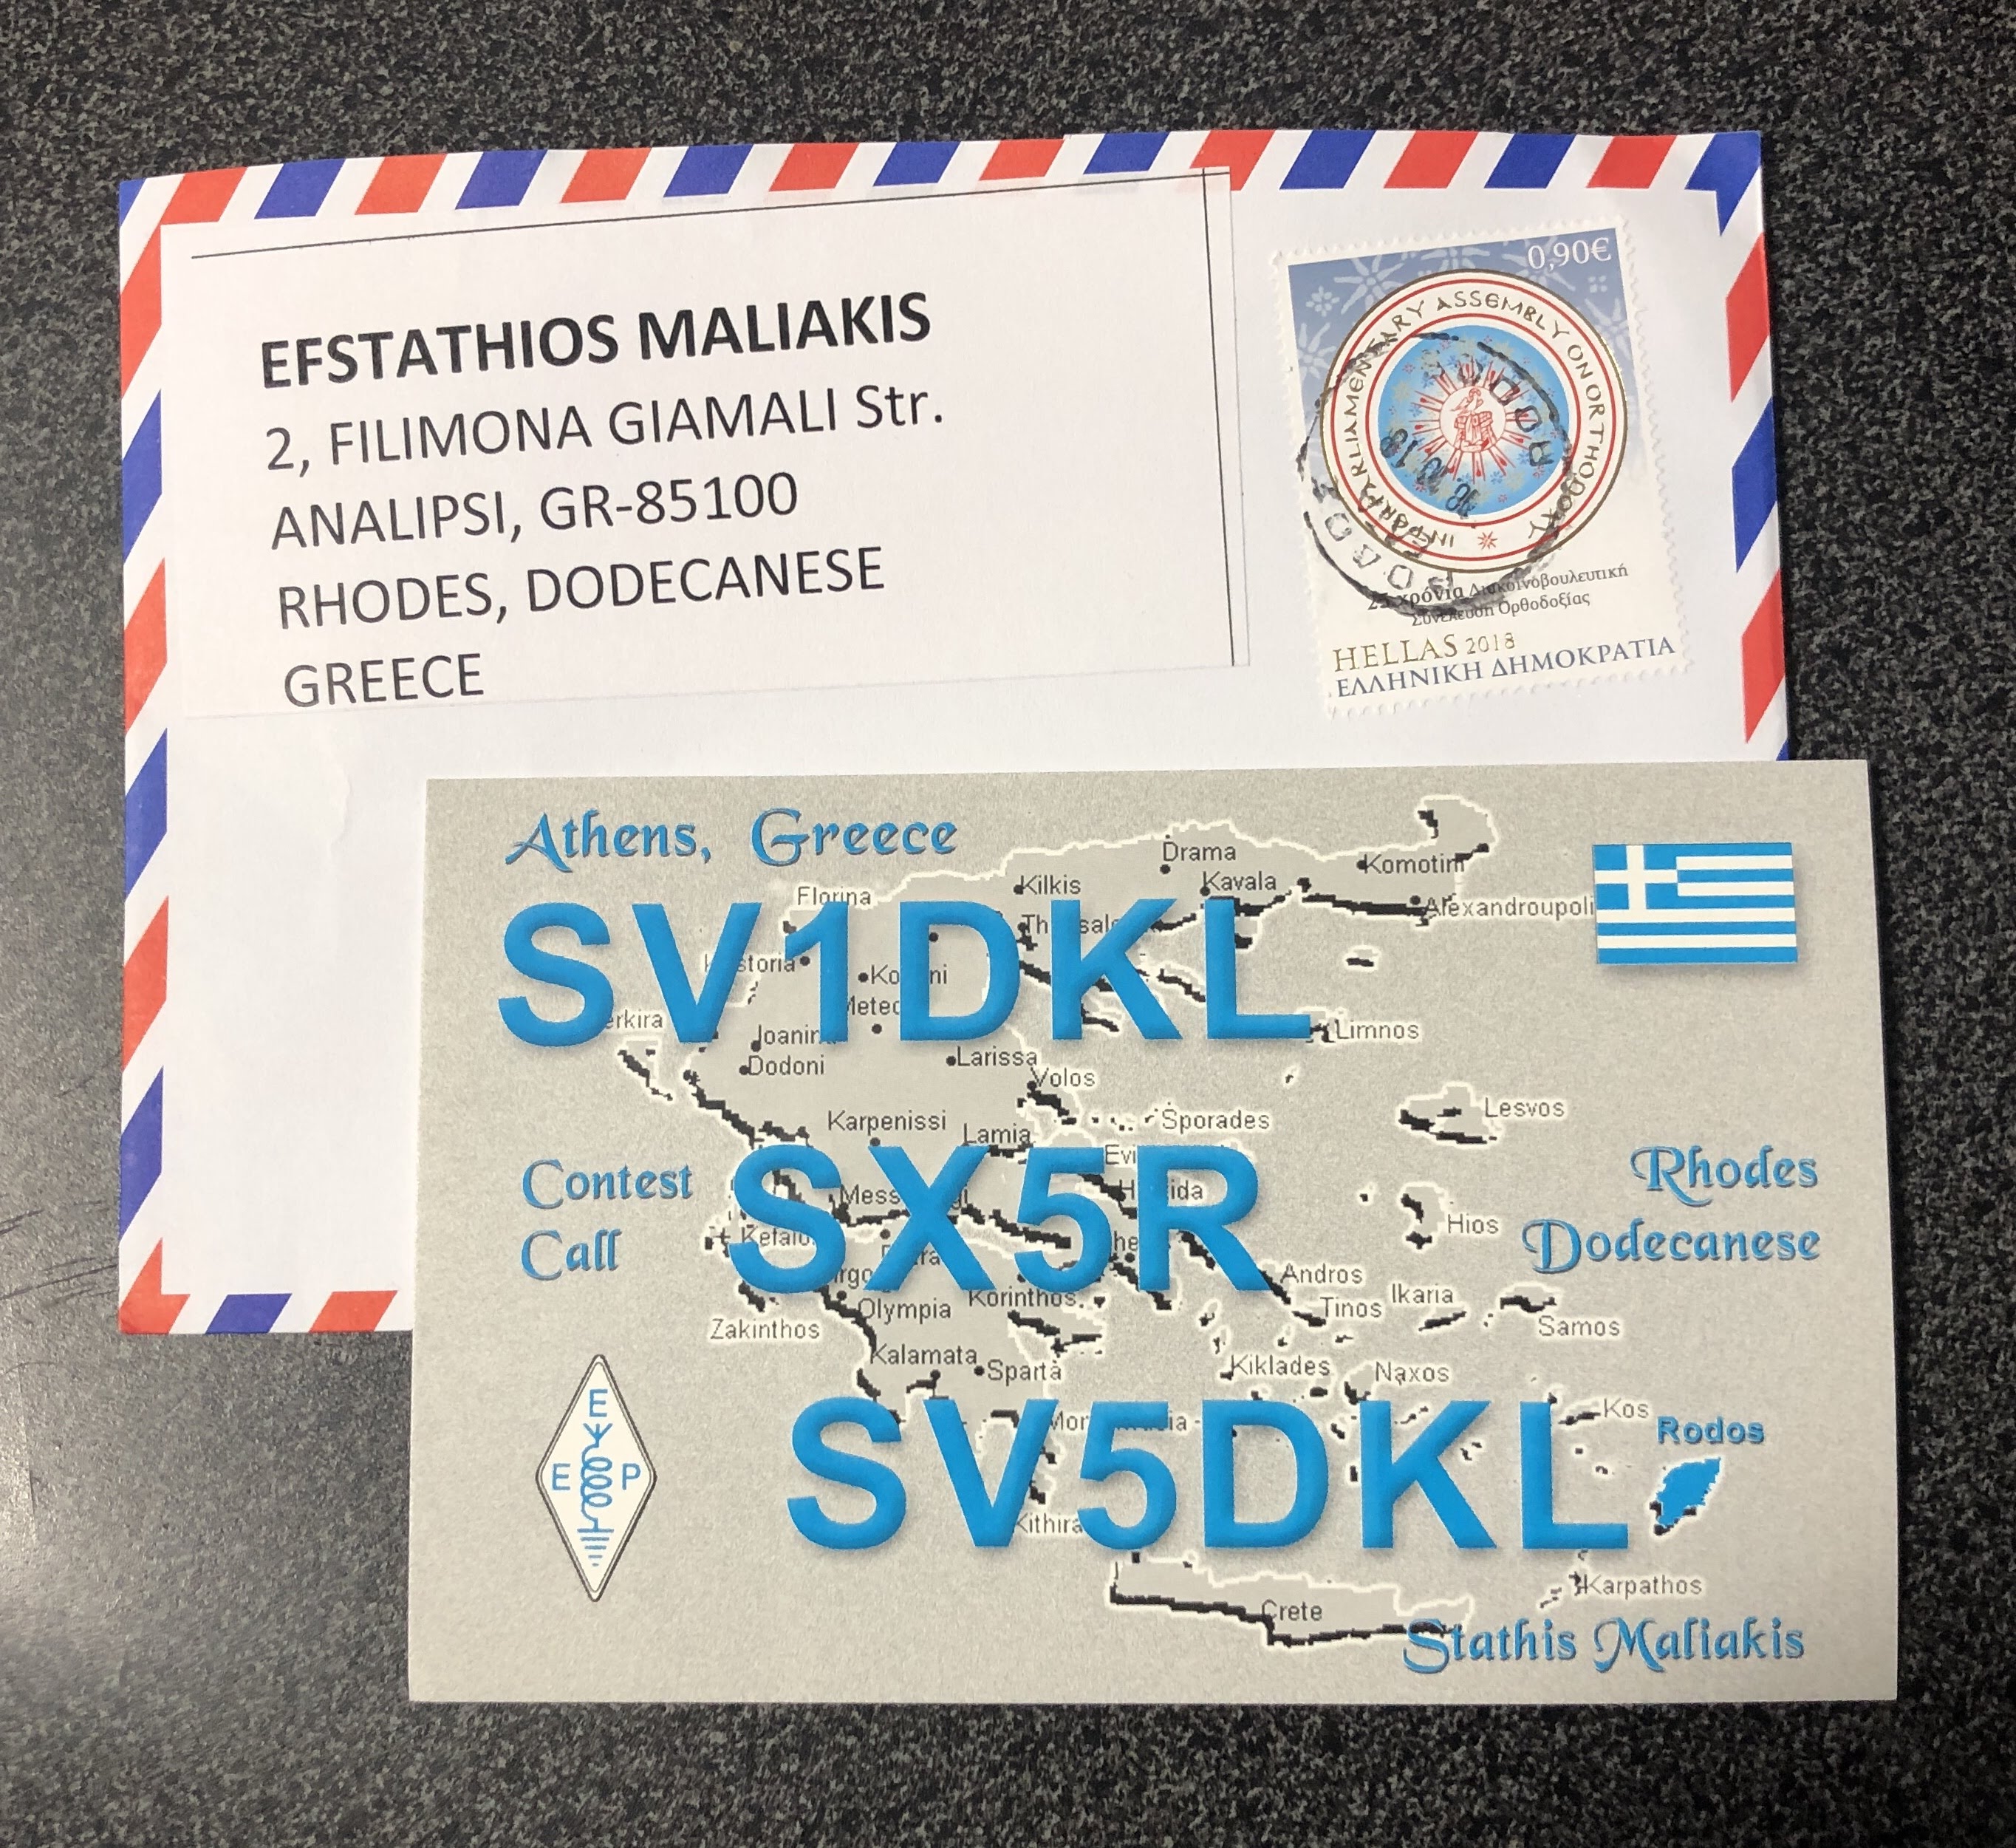 EFSTATHIOS MALIAKIS
2, FILIMONA GIAMALI Str.
ANALIPSI, GR-85100
RHODES, DODECANESE
GREECE
0,90€
INTERPARLIAMENTARY ASSEMBLY ON ORTHODOXY
25 χρόνια Διακοινοβουλευτική
Συνέλευση Ορθοδοξίας
HELLAS 2018
ΕΛΛΗΝΙΚΗ ΔΗΜΟΚΡΑΤΙΑ
Athens, Greece
Drama
Komotini
Kilkis
Kavala
Florina
Alexandroupoli
SV1DKL
Limnos
Dodoni
Larissa
Volos
Lesvos
Karpenissi
Sporades
Lamia
Contest
Call
SX5R
Rhodes
Dodecanese
Hios
Andros
Tinos
Ikaria
Samos
Olympia
Korinthos
Zakinthos
Kalamata
Sparta
Kiklades
Naxos
Kos
Rodos
SV5DKL
E
E P
Kithira
Karpathos
Crete
Stathis Maliakis